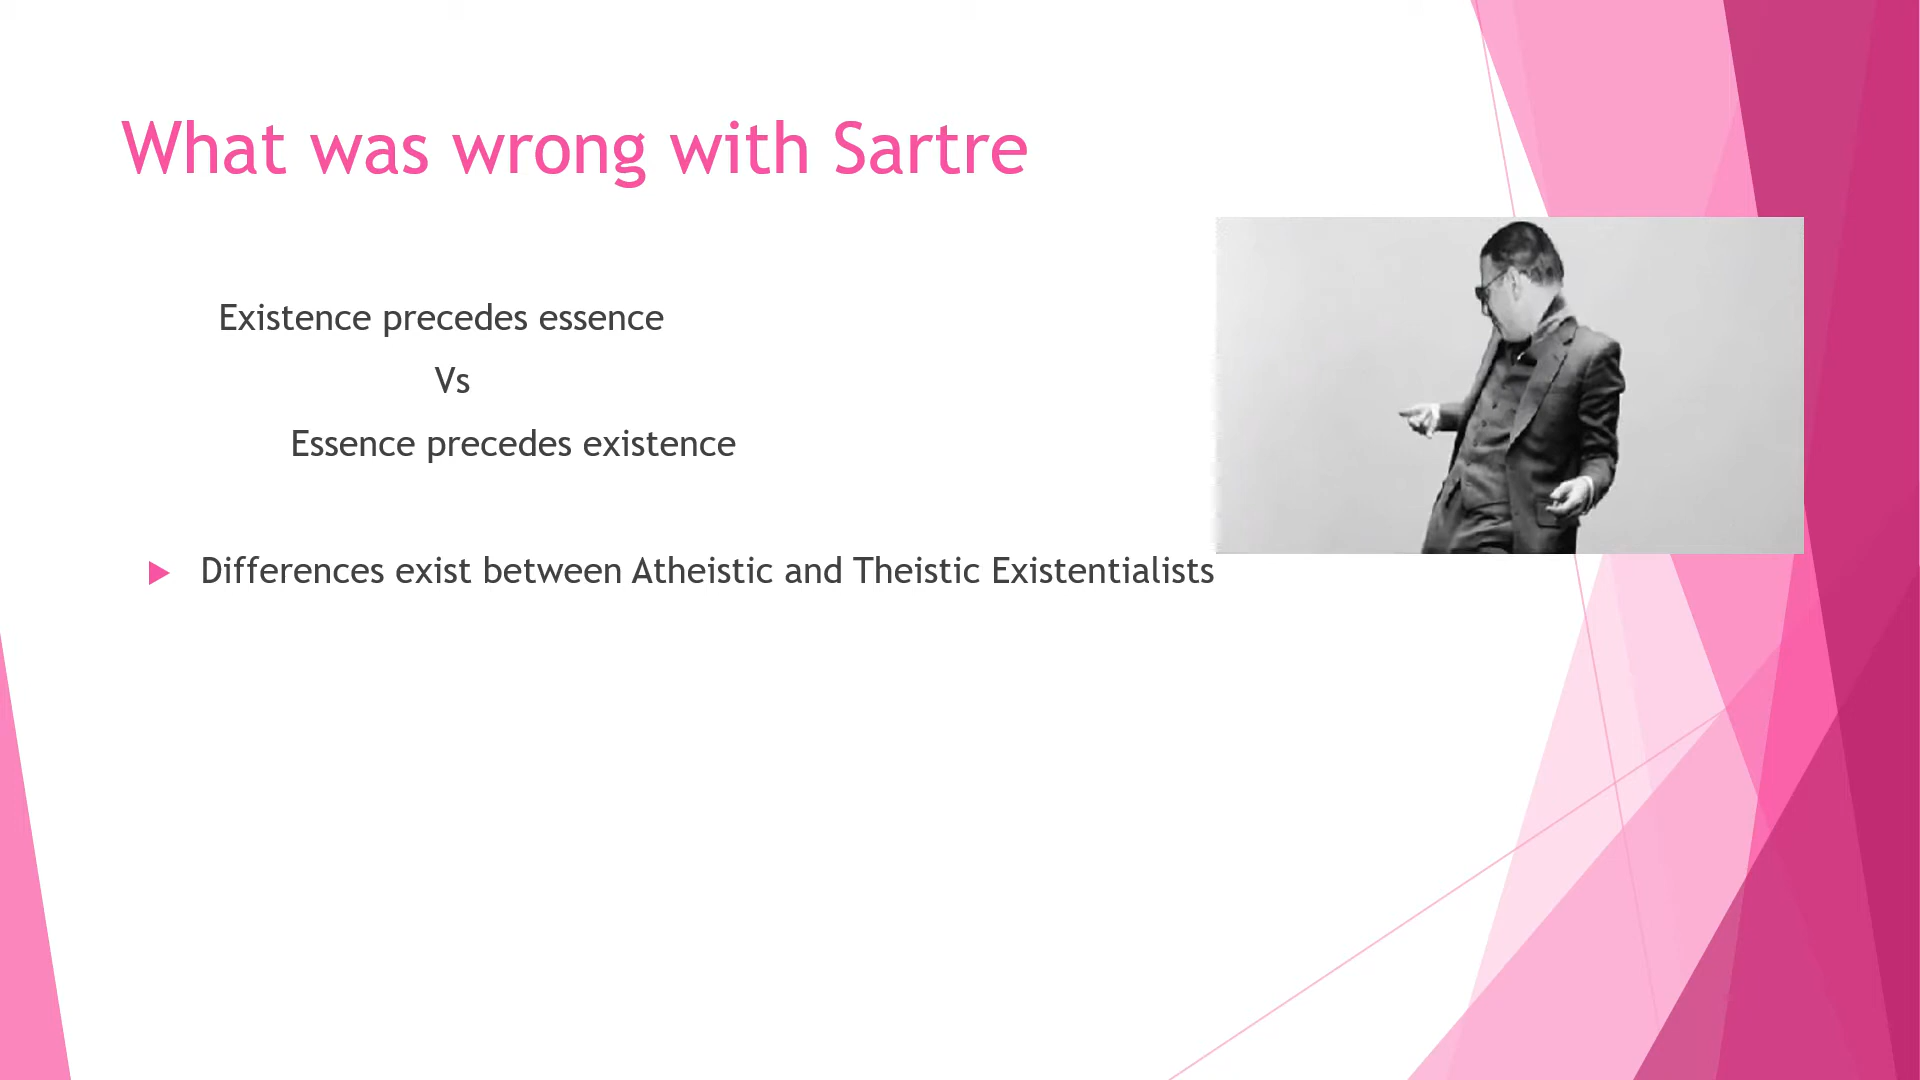 What was wrong with Sartre
Existence precedes essence
Vs
Essence precedes existence
Differences exist between Atheistic and Theistic Existentialists